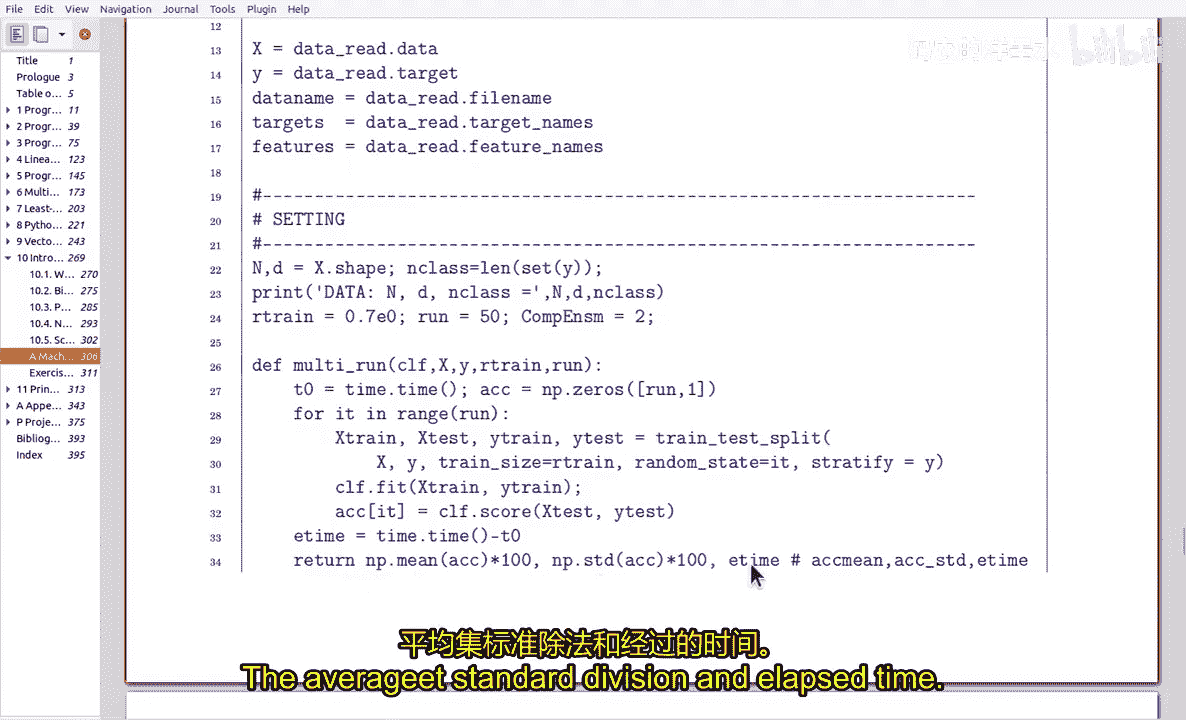 File Edit View Navigation Journal Tools Plugin Help
Title 1
Prologue 3
Table o... 5
1 Progr... 11
2 Progr... 39
3 Progr... 75
4 Linea... 123
5 Progr... 145
6 Multi... 173
7 Least-... 203
8 Pytho... 221
9 Vecto... 243
10 Intro... 269
10.1. W... 270
10.2. Bi... 275
10.3. P... 285
10.4. N... 293
10.5. Sc... 302
A Mach... 306
Exercis... 311
11 Prin... 313
A Appe... 343
P Proje... 375
Bibliog... 393
Index 395
12
13 X = data_read.data
14 y = data_read.target
15 dataname = data_read.filename
16 targets  = data_read.target_names
17 features = data_read.feature_names
18
19 #---------------------------------------------------------------------
20 # SETTING
21 #---------------------------------------------------------------------
22 N,d = X.shape; nclass=len(set(y));
23 print('DATA: N, d, nclass =',N,d,nclass)
24 rtrain = 0.7e0; run = 50; CompEnsm = 2;
25
26 def multi_run(clf,X,y,rtrain,run):
27     t0 = time.time(); acc = np.zeros([run,1])
28     for it in range(run):
29         Xtrain, Xtest, ytrain, ytest = train_test_split(
30             X, y, train_size=rtrain, random_state=it, stratify = y)
31         clf.fit(Xtrain, ytrain);
32         acc[it] = clf.score(Xtest, ytest)
33     etime = time.time()-t0
34     return np.mean(acc)*100, np.std(acc)*100, etime # accmean,acc_std,etime
平均集标准除法和经过的时间。
The averageet standard division and elapsed time.
bilibili